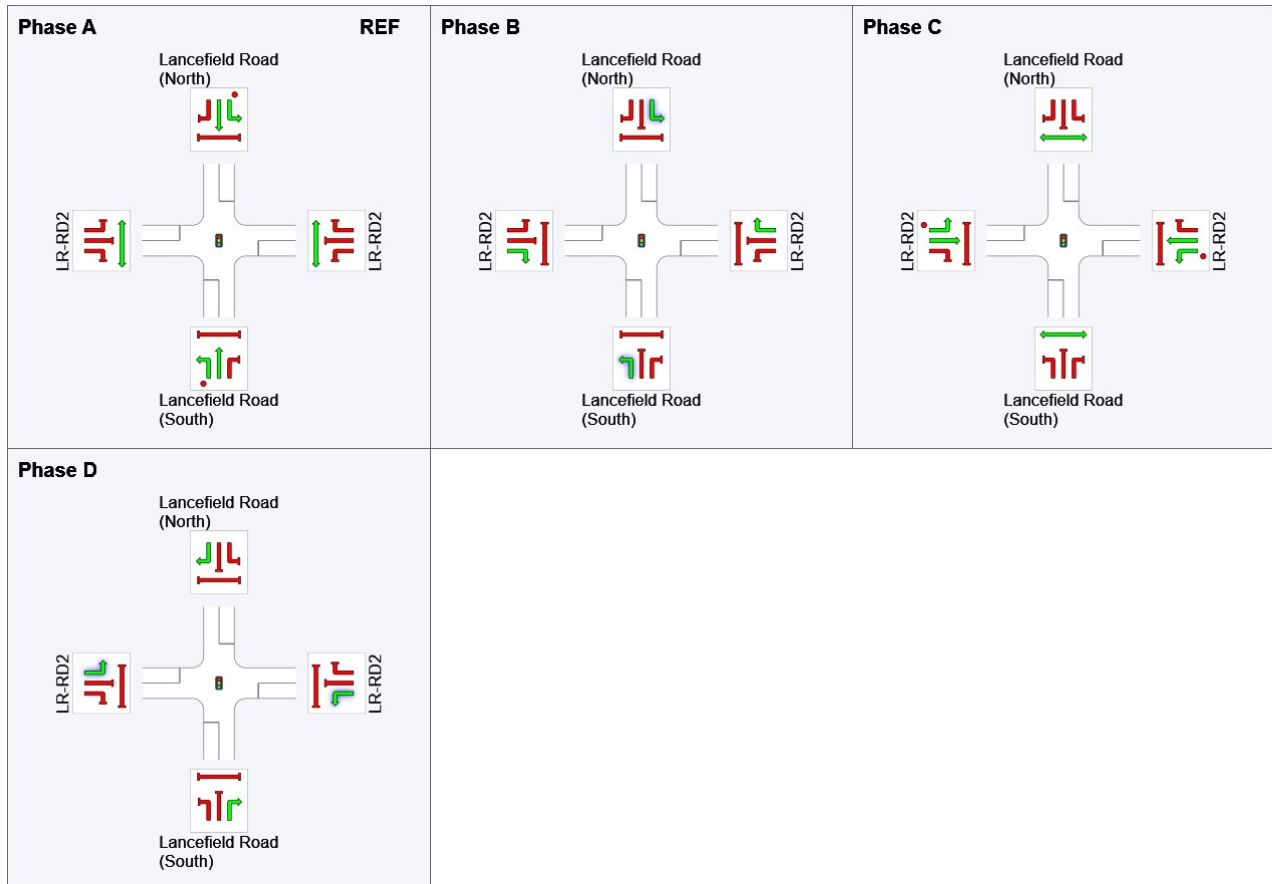 Phase A REF
Lancefield Road
(North)
LR-RD2
LR-RD2
Lancefield Road
(South)
Phase B
Lancefield Road
(North)
LR-RD2
LR-RD2
Lancefield Road
(South)
Phase C
Lancefield Road
(North)
LR-RD2
LR-RD2
Lancefield Road
(South)
Phase D
Lancefield Road
(North)
LR-RD2
LR-RD2
Lancefield Road
(South)